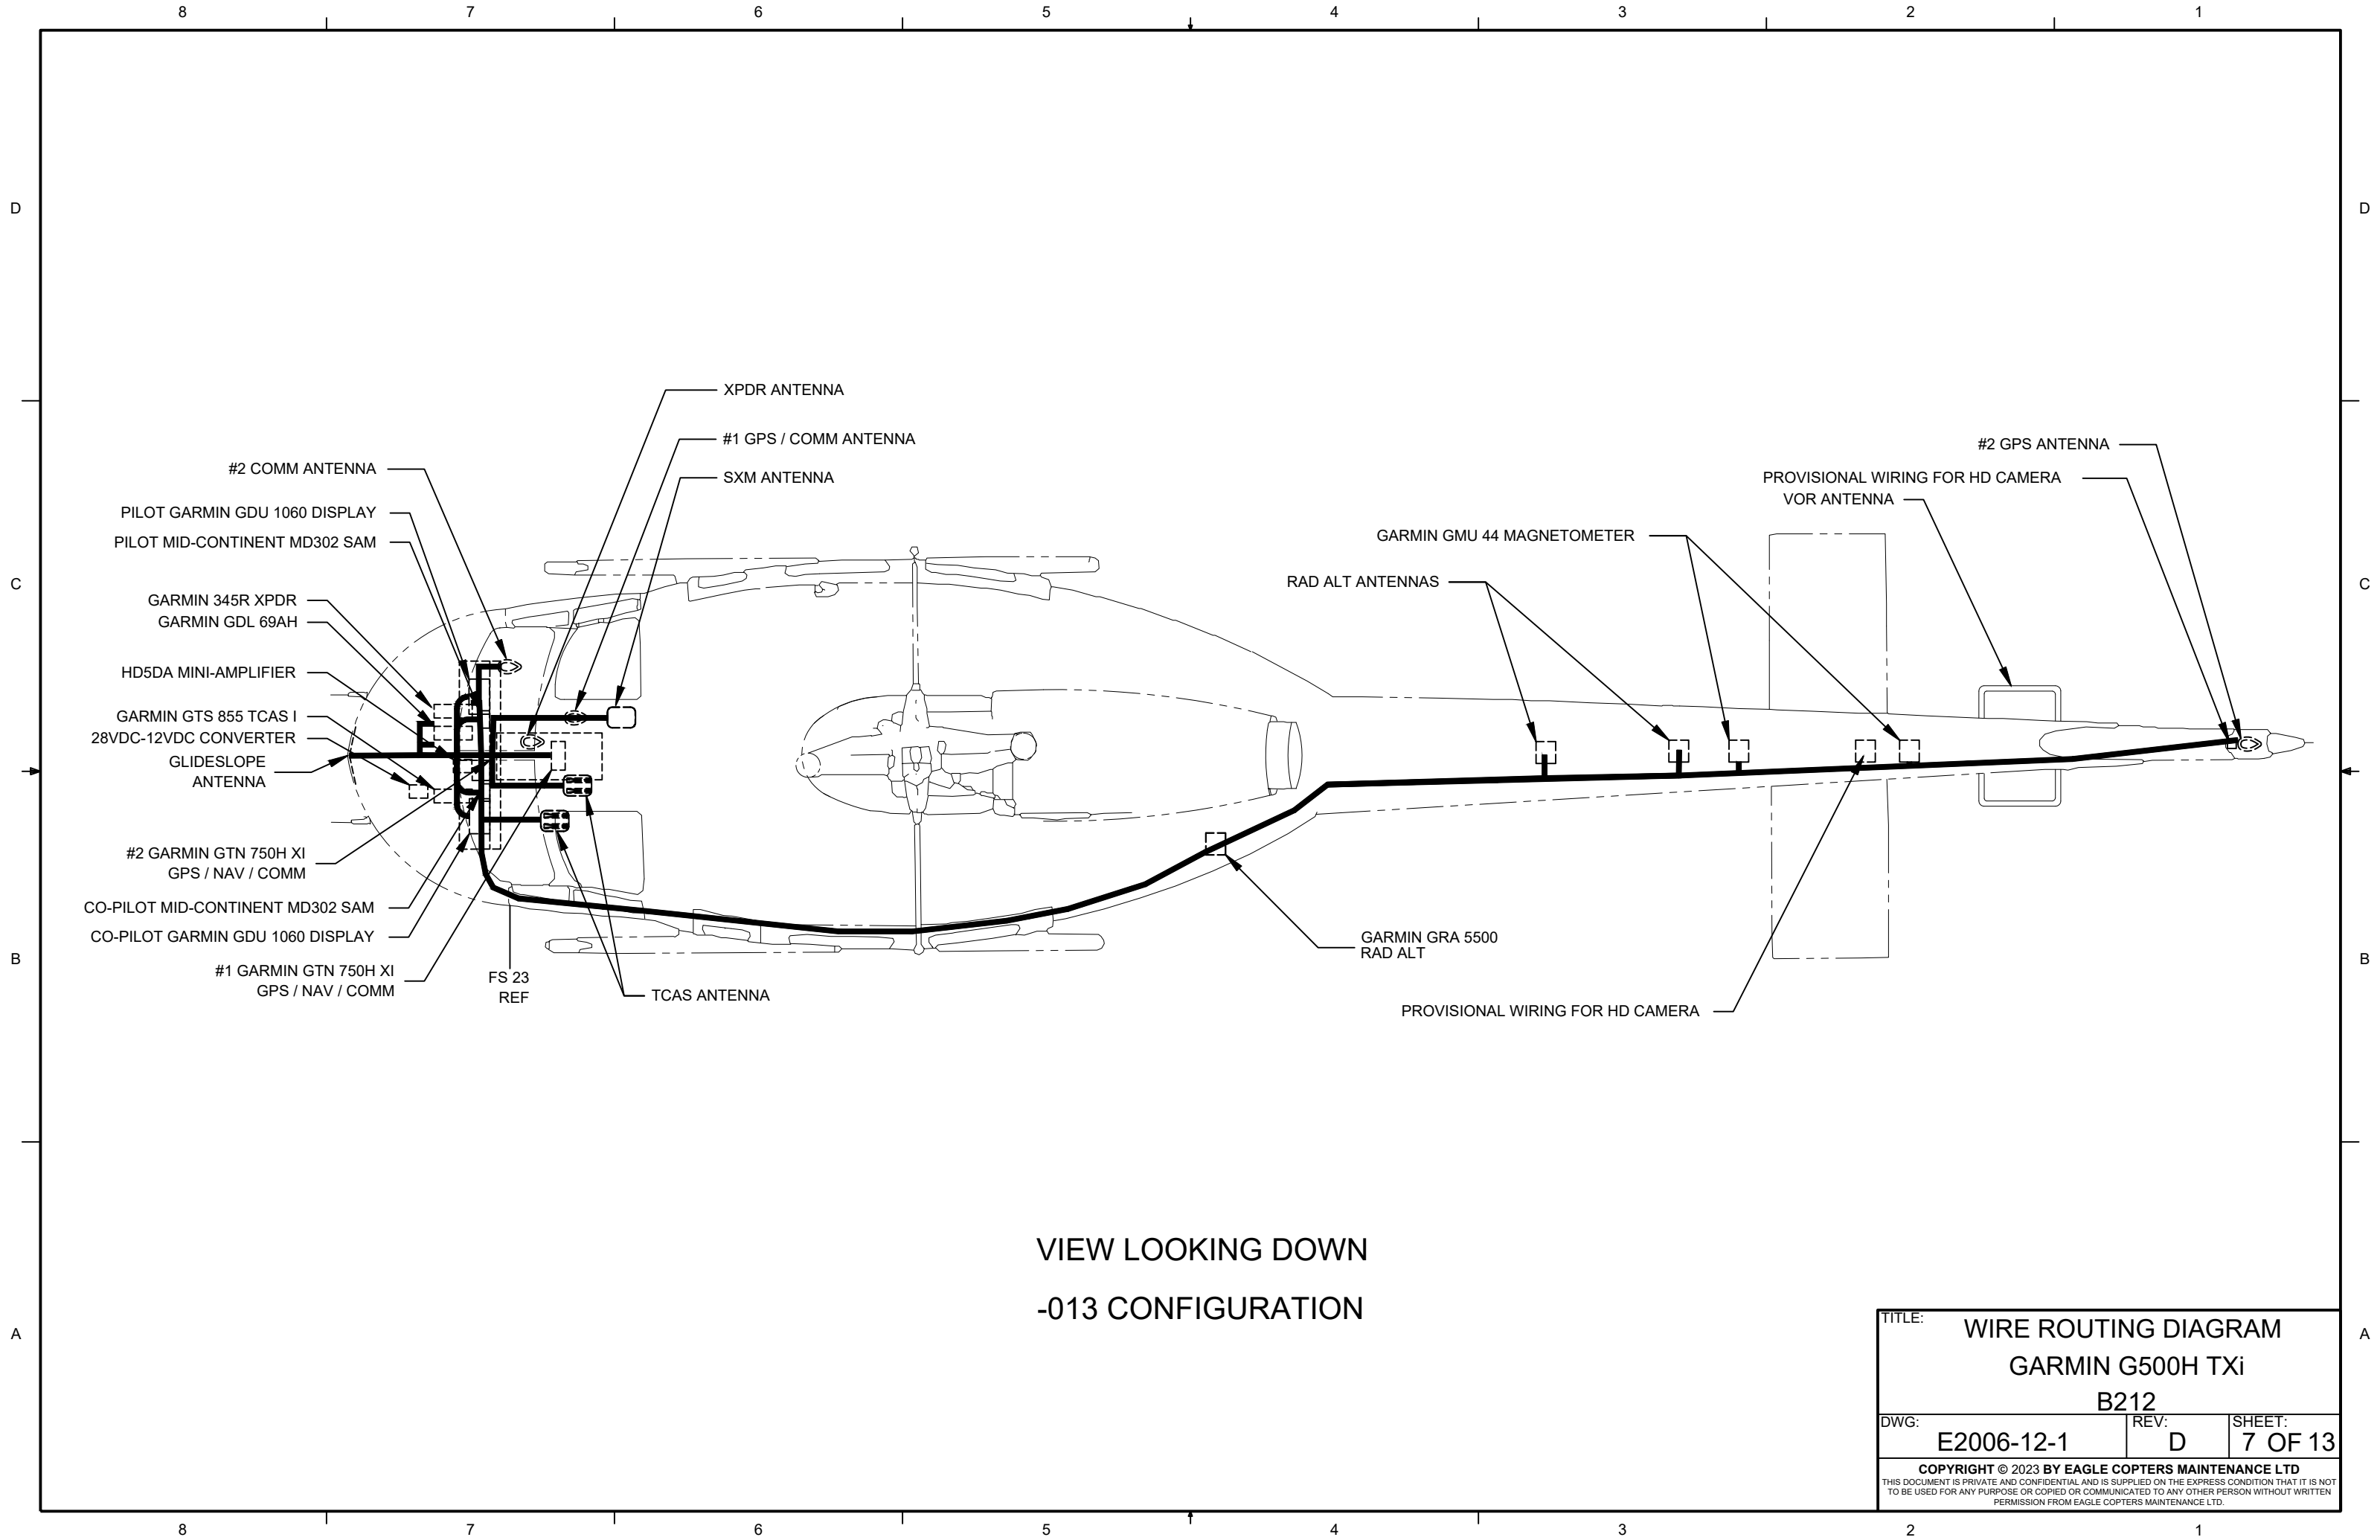 8 7 6 5 4 3 2 1
D D
XPDR ANTENNA
#1 GPS / COMM ANTENNA
#2 GPS ANTENNA
#2 COMM ANTENNA
SXM ANTENNA
PROVISIONAL WIRING FOR HD CAMERA
VOR ANTENNA
PILOT GARMIN GDU 1060 DISPLAY
PILOT MID-CONTINENT MD302 SAM
GARMIN GMU 44 MAGNETOMETER
RAD ALT ANTENNAS
C C
GARMIN 345R XPDR
GARMIN GDL 69AH
HD5DA MINI-AMPLIFIER
GARMIN GTS 855 TCAS I
28VDC-12VDC CONVERTER
GLIDESLOPE
ANTENNA
#2 GARMIN GTN 750H XI
GPS / NAV / COMM
CO-PILOT MID-CONTINENT MD302 SAM
CO-PILOT GARMIN GDU 1060 DISPLAY
GARMIN GRA 5500
RAD ALT
B B
#1 GARMIN GTN 750H XI
GPS / NAV / COMM
FS 23
REF
TCAS ANTENNA
PROVISIONAL WIRING FOR HD CAMERA
VIEW LOOKING DOWN
-013 CONFIGURATION
A A
TITLE:
WIRE ROUTING DIAGRAM
GARMIN G500H TXi
B212
DWG: REV: SHEET:
E2006-12-1 D 7 OF 13
COPYRIGHT © 2023 BY EAGLE COPTERS MAINTENANCE LTD
THIS DOCUMENT IS PRIVATE AND CONFIDENTIAL AND IS SUPPLIED ON THE EXPRESS CONDITION THAT IT IS NOT
TO BE USED FOR ANY PURPOSE OR COPIED OR COMMUNICATED TO ANY OTHER PERSON WITHOUT WRITTEN
PERMISSION FROM EAGLE COPTERS MAINTENANCE LTD.
8 7 6 5 4 3 2 1